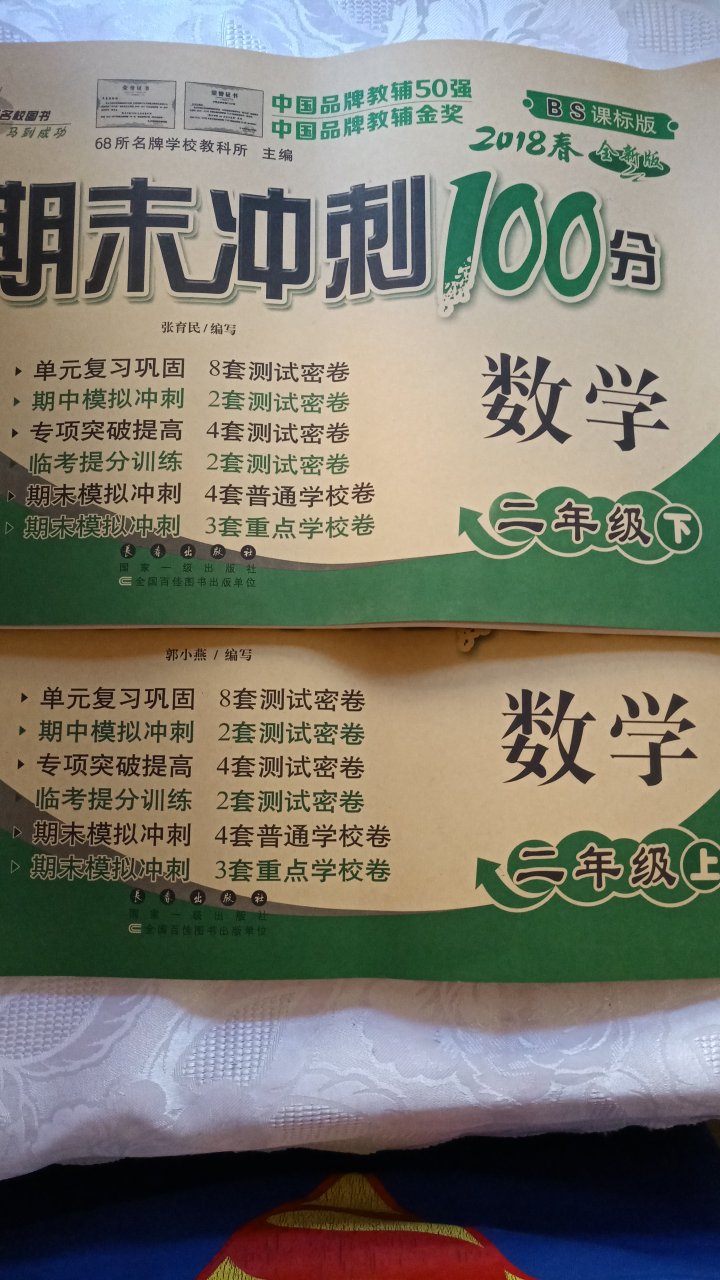 名校图书
马到成功
荣誉证书
荣誉证书
中国品牌教辅50强
中国品牌教辅金奖
68所名牌学校教科所 主编
BS课标版
2018春 全新版
期末冲刺100分
张育民/编写
单元复习巩固 8套测试密卷
期中模拟冲刺 2套测试密卷
专项突破提高 4套测试密卷
临考提分训练 2套测试密卷
期末模拟冲刺 4套普通学校卷
期末模拟冲刺 3套重点学校卷
数学
二年级下
长春出版社
国家一级出版社
全国百佳图书出版单位
郭小燕 / 编写
单元复习巩固 8套测试密卷
期中模拟冲刺 2套测试密卷
专项突破提高 4套测试密卷
临考提分训练 2套测试密卷
期末模拟冲刺 4套普通学校卷
期末模拟冲刺 3套重点学校卷
数学
二年级上
长春出版社
国家一级出版社
全国百佳图书出版单位